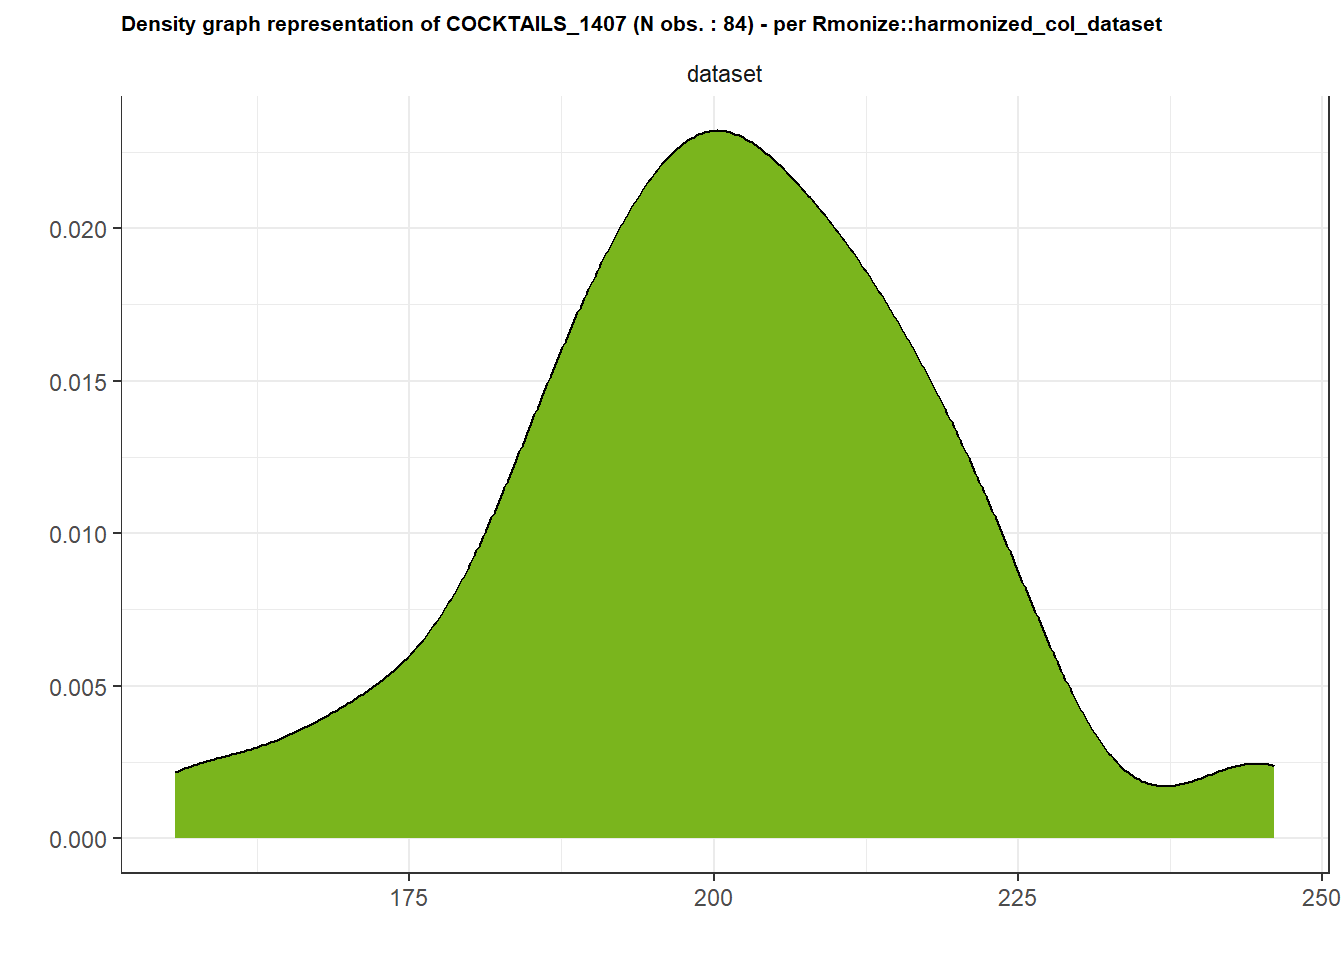 Density graph representation of COCKTAILS_1407 (N obs. : 84) - per Rmonize::harmonized_col_dataset
dataset
0.020
0.015
0.010
0.005
0.000
175 200 225 250